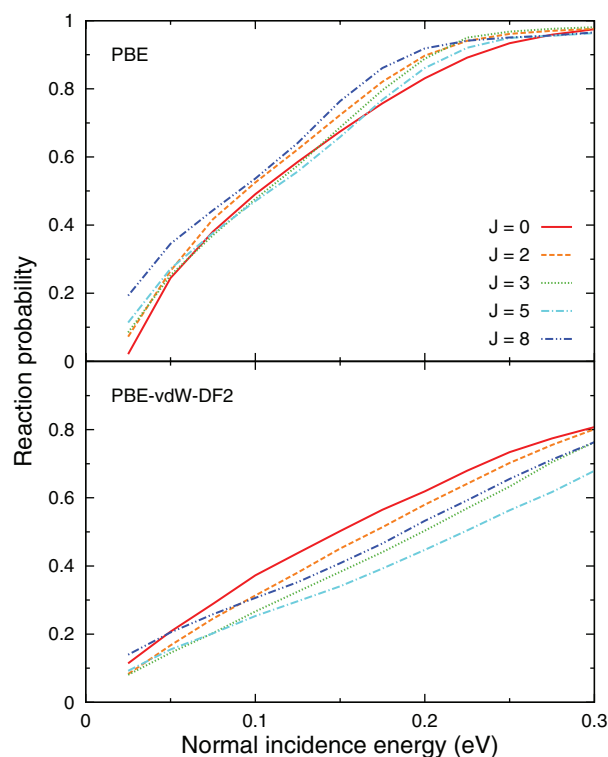 1
PBE
0.8
0.6
J = 0
J = 2
0.4
J = 3
J = 5
0.2
J = 8
0
Reaction probability
PBE-vdW-DF2
0.8
0.6
0.4
0.2
0
0 0.1 0.2 0.3
Normal incidence energy (eV)